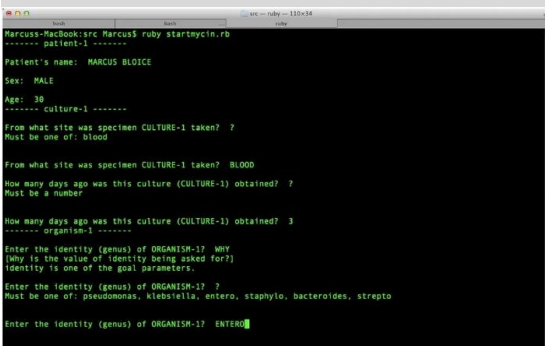 src — ruby — 110×34
bash bash ruby
Marcuss-MacBook:src Marcus$ ruby startmycin.rb
------- patient-1 -------
Patient's name:  MARCUS BLOICE
Sex:  MALE
Age:  30
------- culture-1 -------
From what site was specimen CULTURE-1 taken?  ?
Must be one of: blood
From what site was specimen CULTURE-1 taken?  BLOOD
How many days ago was this culture (CULTURE-1) obtained?  ?
Must be a number
How many days ago was this culture (CULTURE-1) obtained?  3
------- organism-1 -------
Enter the identity (genus) of ORGANISM-1?  WHY
[Why is the value of identity being asked for?]
identity is one of the goal parameters.
Enter the identity (genus) of ORGANISM-1?  ?
Must be one of: pseudomonas, klebsiella, entero, staphylo, bacteroides, strepto
Enter the identity (genus) of ORGANISM-1?  ENTERO